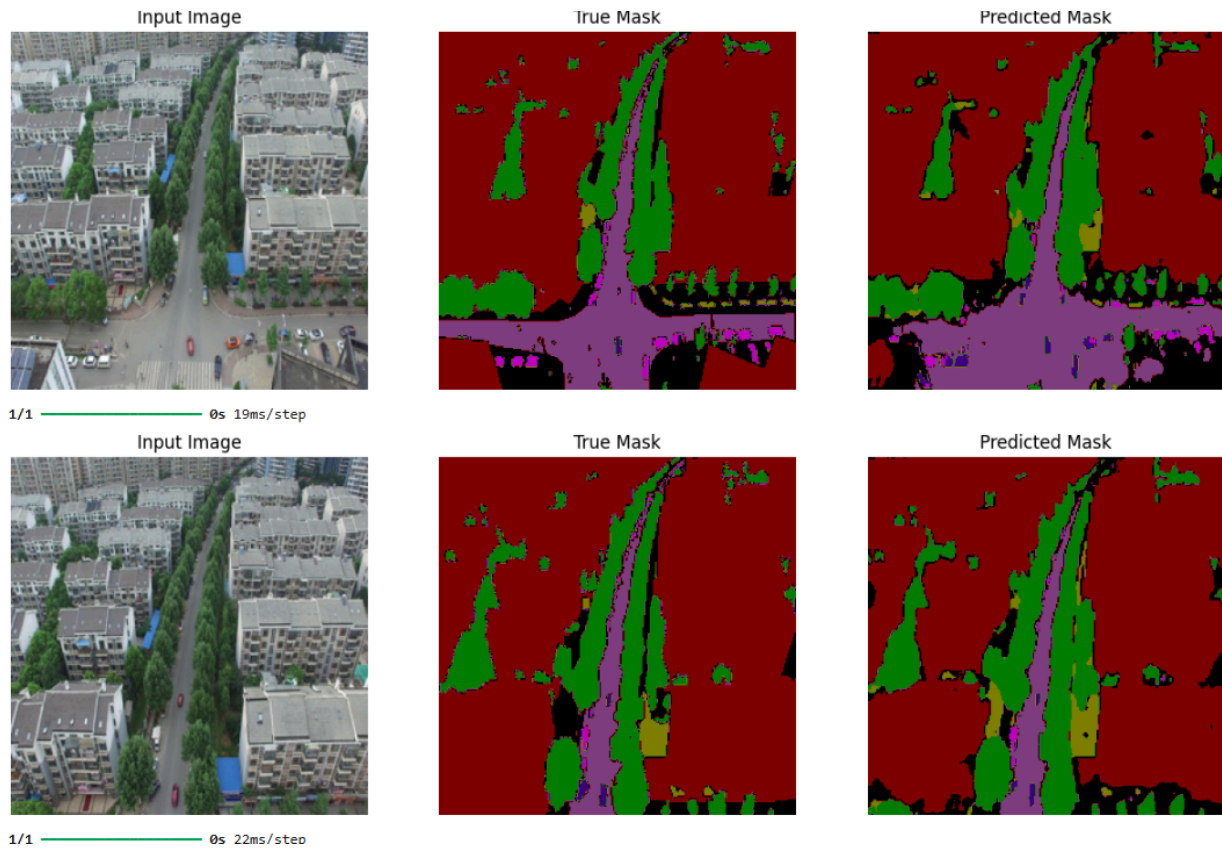 Input Image True Mask Predicted Mask
1/1 0s 19ms/step
Input Image True Mask Predicted Mask
1/1 0s 22ms/step